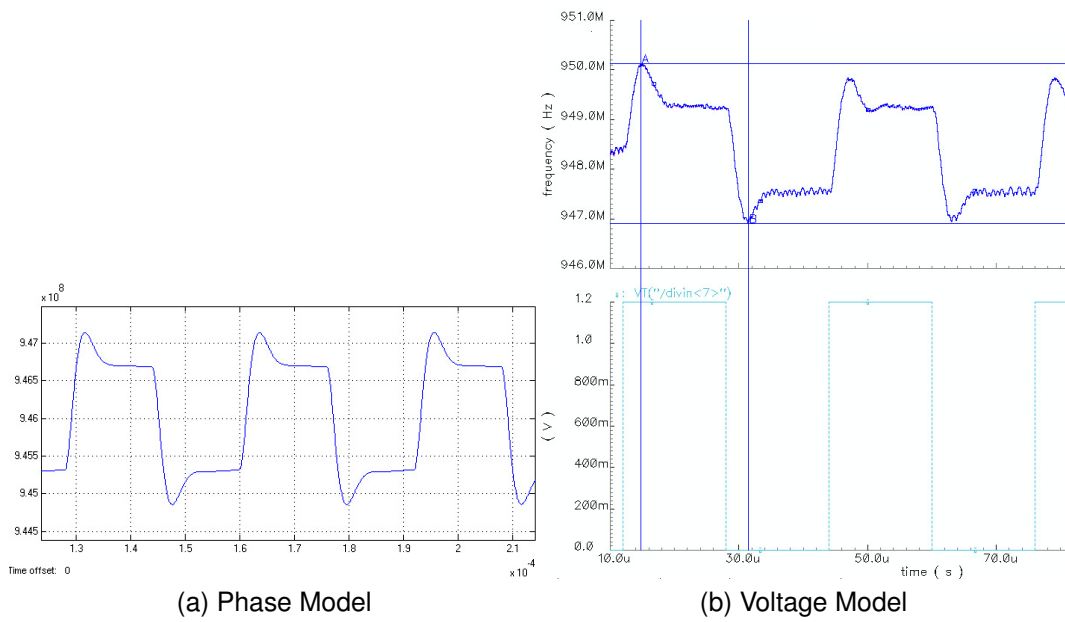 951.0M
950.0M
949.0M
948.0M
947.0M
946.0M
frequency ( Hz )
A
: VT("/divin<7>")
1.2
1.0
800m
600m
400m
200m
0.0
( V )
10.0u 30.0u 50.0u 70.0u
time ( s )
x 10^8
9.47
9.465
9.46
9.455
9.45
9.445
1.3 1.4 1.5 1.6 1.7 1.8 1.9 2 2.1
x 10^-4
Time offset: 0
(a) Phase Model
(b) Voltage Model